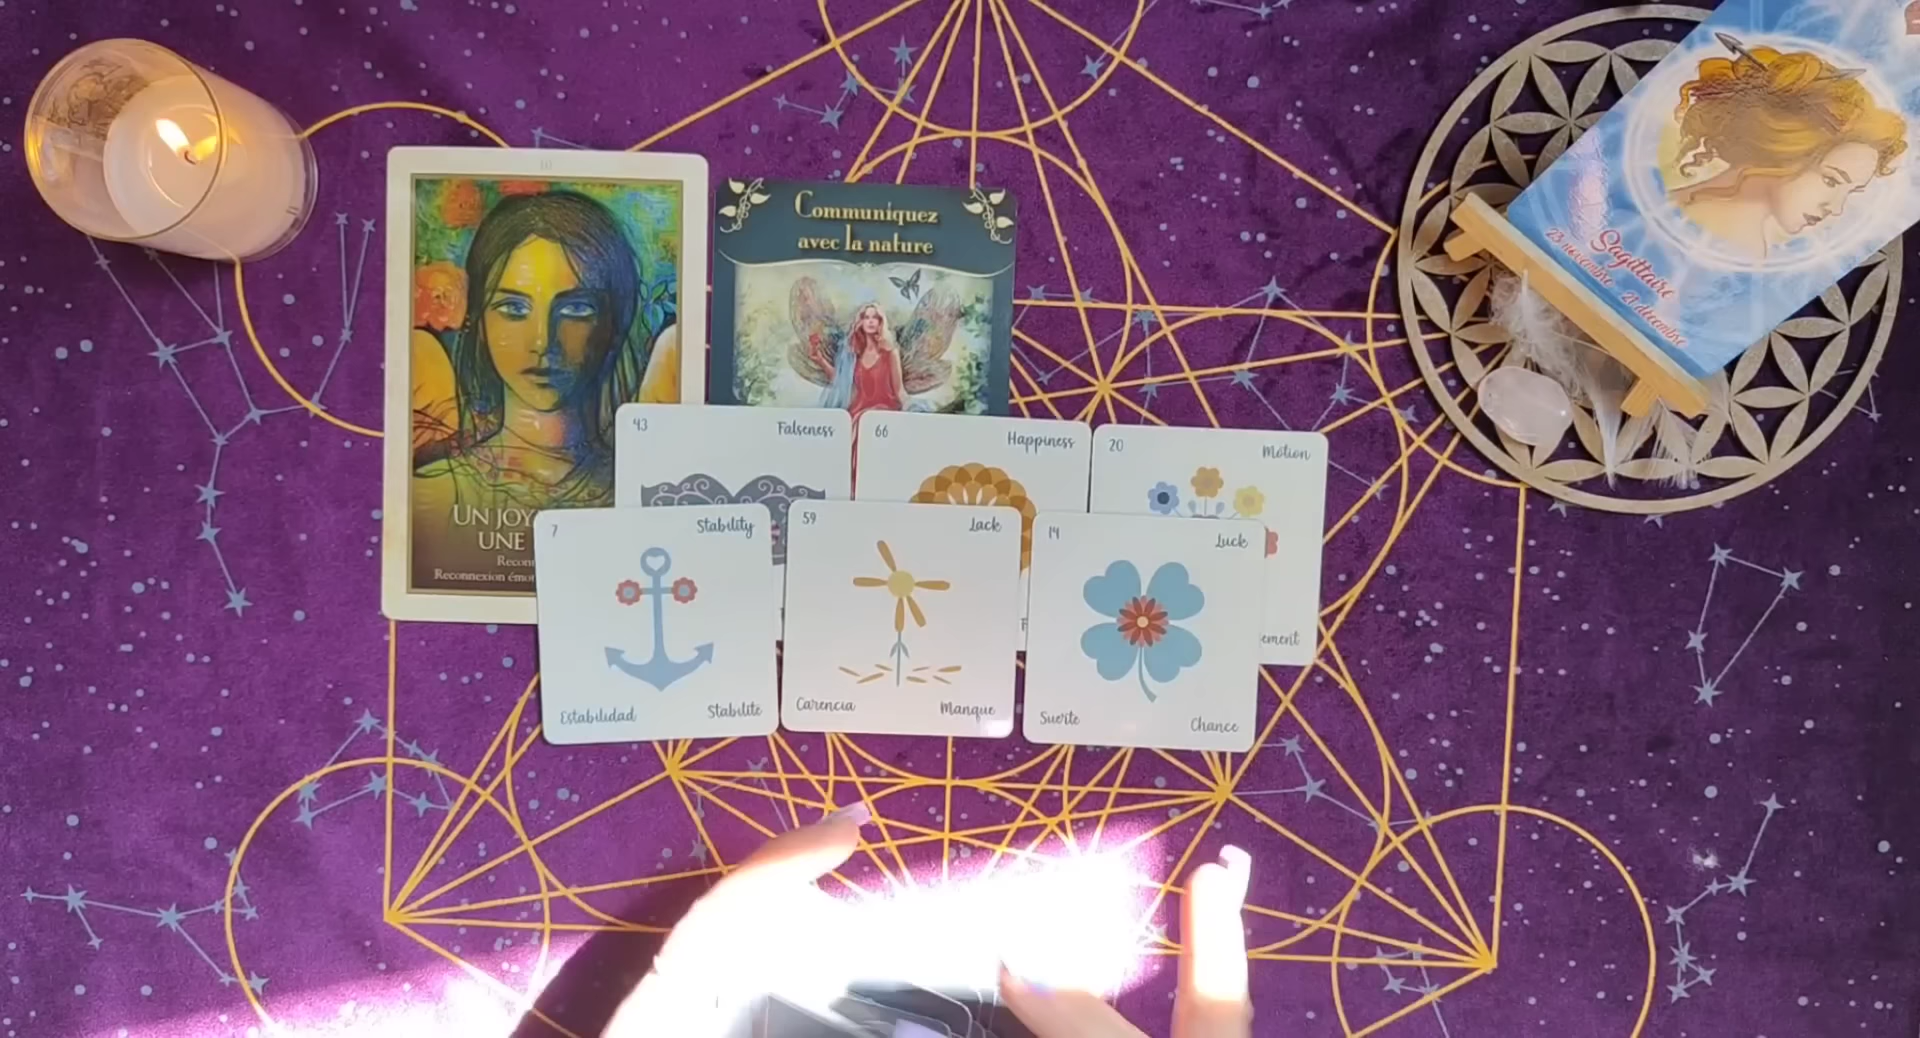 10
UN JOY
UNE
Recon
Reconnexion émot
Communiquez
avec la nature
Sagittaire
23 novembre - 21 décembre
43 Falseness
66 Happiness
20 Motion
ement
7 Stability
Estabilidad Stabilité
59 Lack
Carencia Manque
14 Luck
Suerte Chance